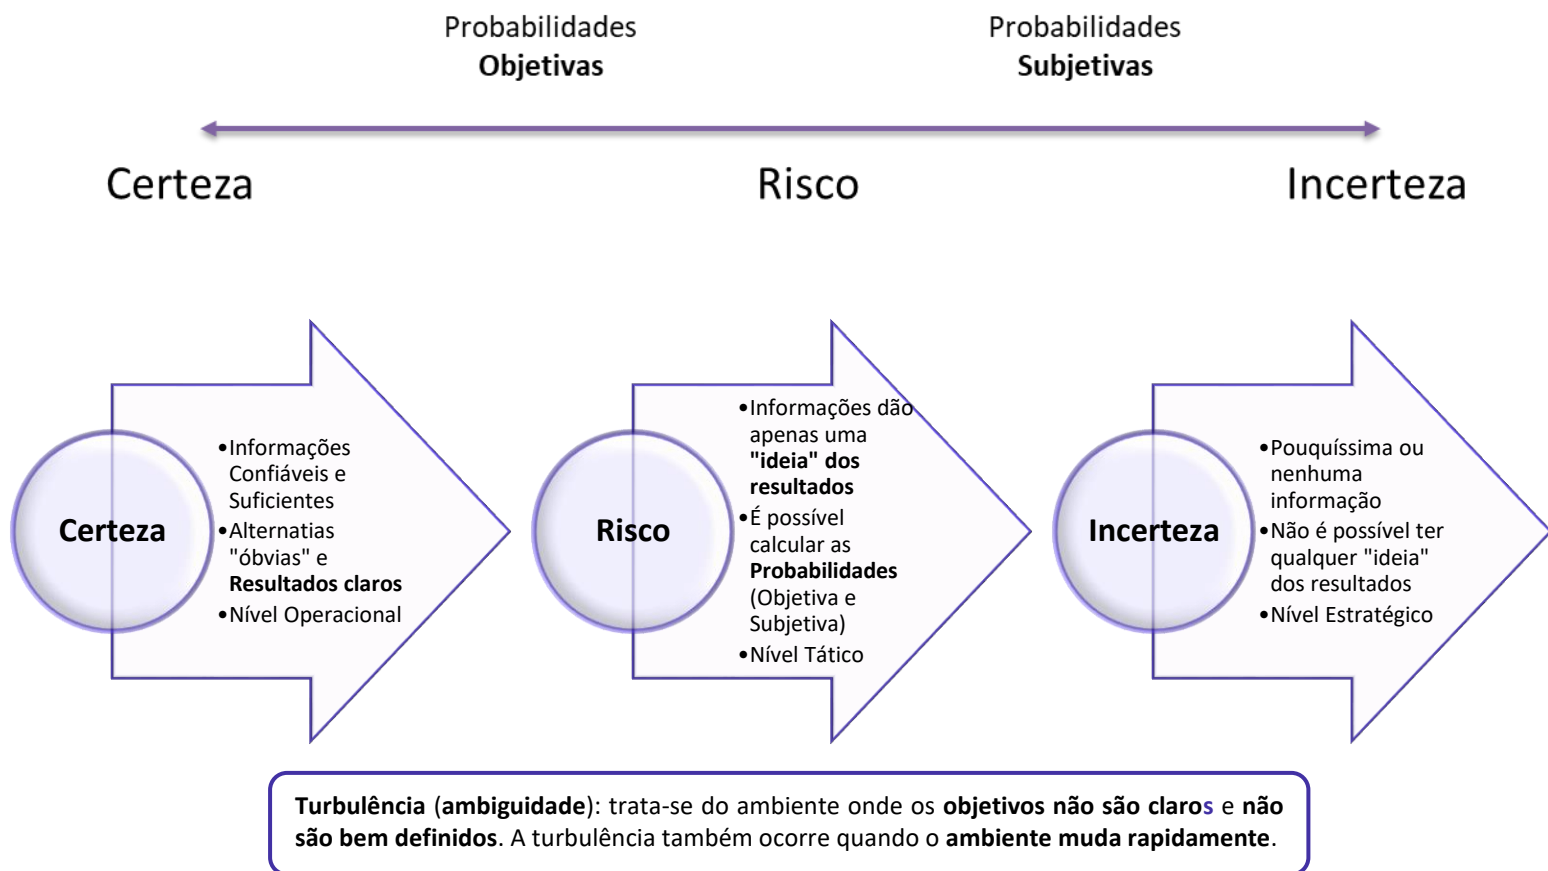 Probabilidades
Objetivas
Probabilidades
Subjetivas
Certeza
Risco
Incerteza
Certeza
•Informações
Confiáveis e
Suficientes
•Alternatias
"óbvias" e
Resultados claros
•Nível Operacional
Risco
•Informações dão
apenas uma
"ideia" dos
resultados
•É possível
calcular as
Probabilidades
(Objetiva e
Subjetiva)
•Nível Tático
Incerteza
•Pouquíssima ou
nenhuma
informação
•Não é possível ter
qualquer "ideia"
dos resultados
•Nível Estratégico
Turbulência (ambiguidade): trata-se do ambiente onde os objetivos não são claros e não
são bem definidos. A turbulência também ocorre quando o ambiente muda rapidamente.